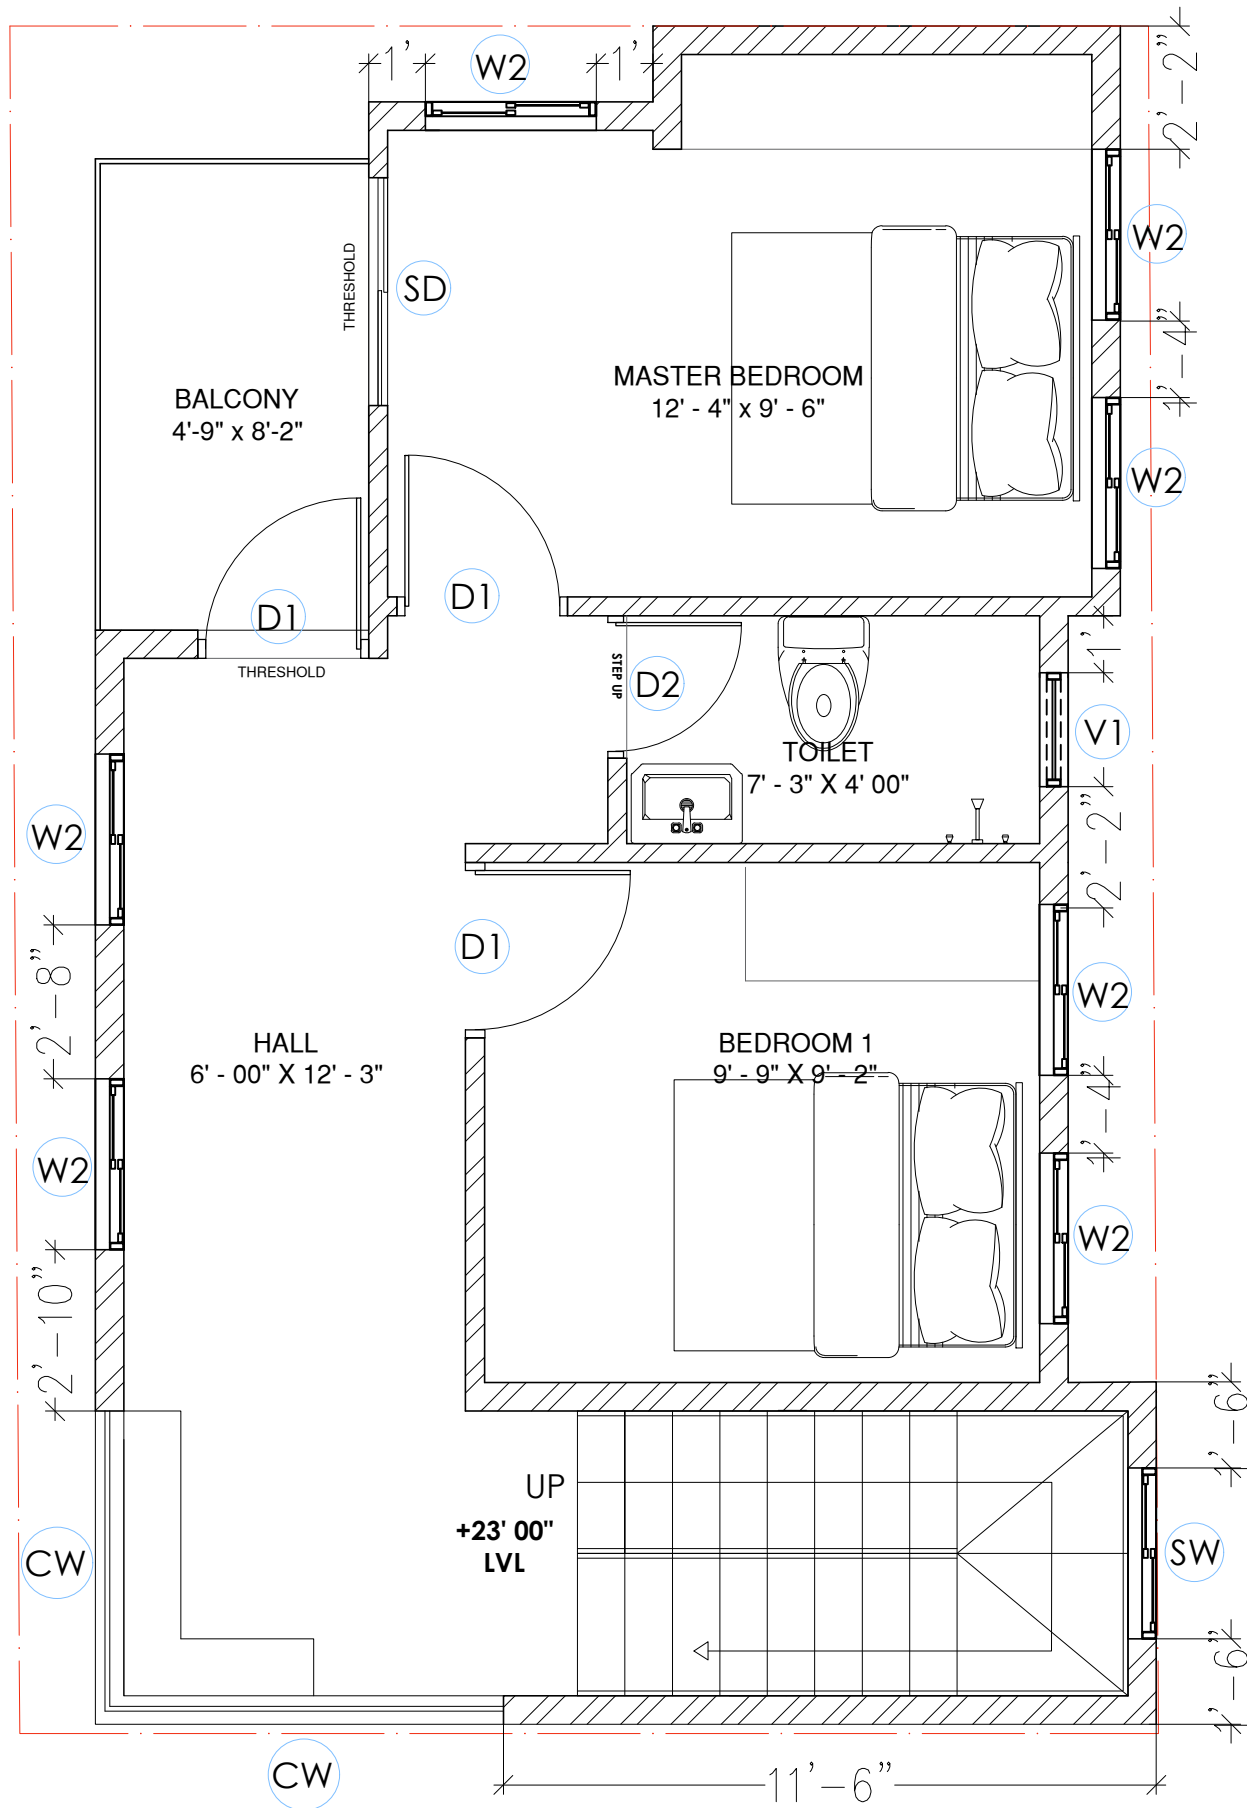 1'
W2
1'
2'-2"
W2
THRESHOLD
SD
1'-4"
MASTER BEDROOM
12' - 4" x 9' - 6"
BALCONY
4'-9" x 8'-2"
W2
D1
D1
THRESHOLD
1'
STEP UP
D2
V1
TOILET
7' - 3" X 4' 00"
W2
2'-2"
D1
2'-8"
W2
HALL
6' - 00" X 12' - 3"
BEDROOM 1
9' - 9" X 9' - 2"
1'-4"
W2
W2
2'-10"
1'-6"
UP
+23' 00"
LVL
CW
SW
1'-6"
CW
11'-6"